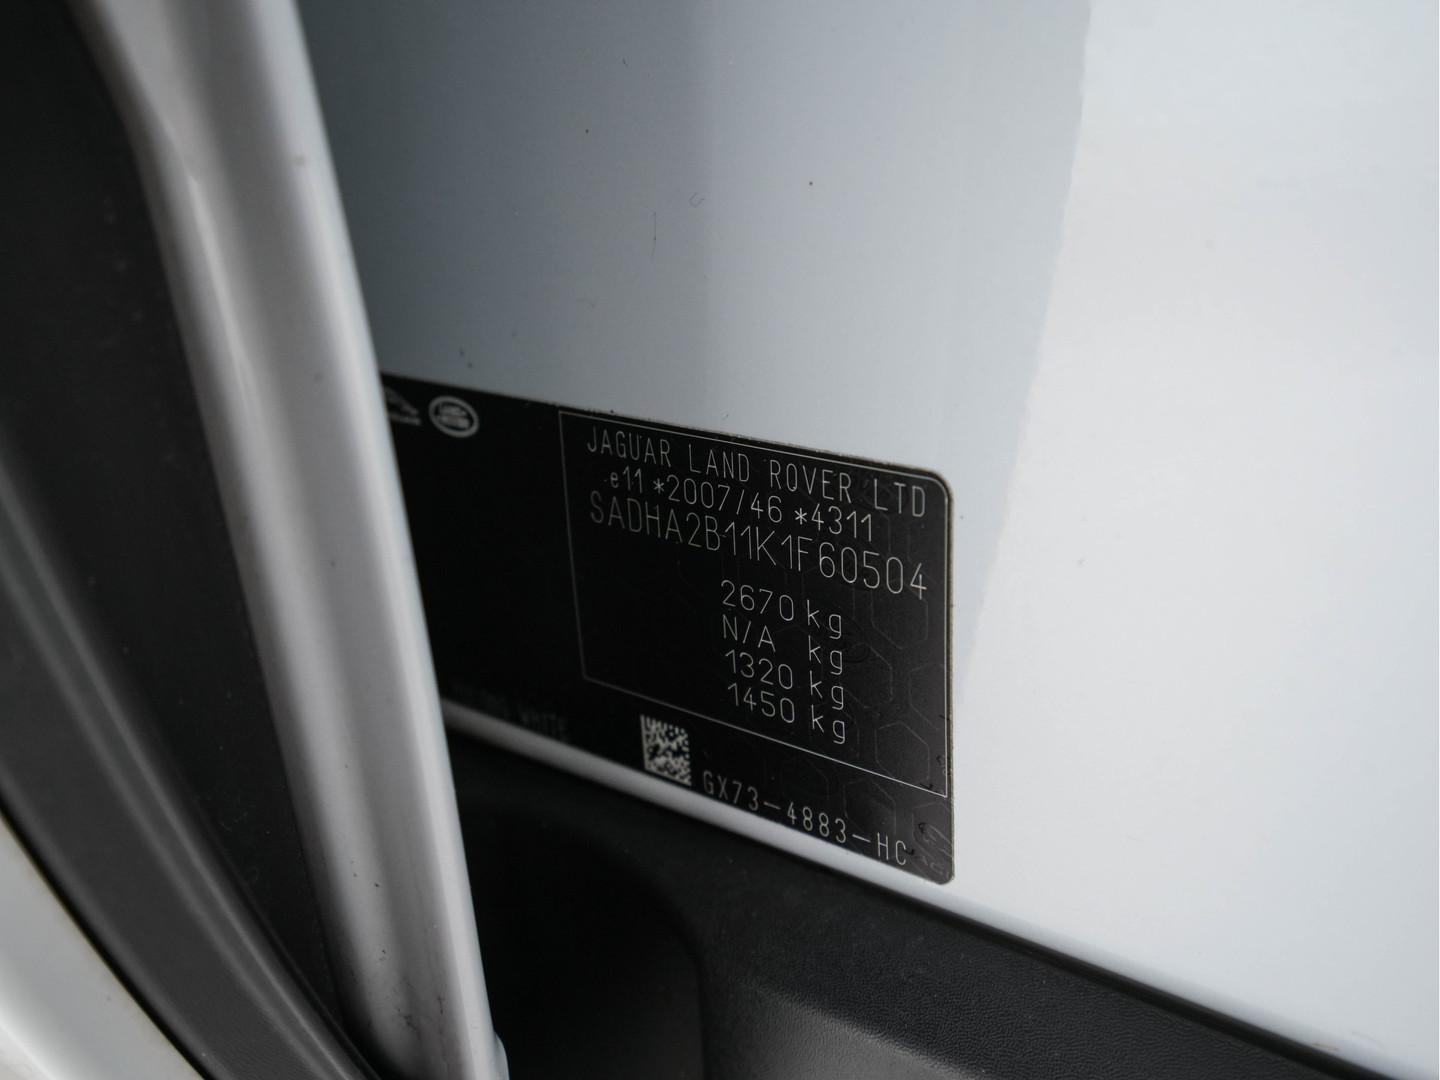 JAGUAR LAND ROVER LTD
e11*2007/46*4311
SADHA2B11K1F60504
2670 kg
N/A kg
1320 kg
1450 kg
WHITE
GX73-4883-HC